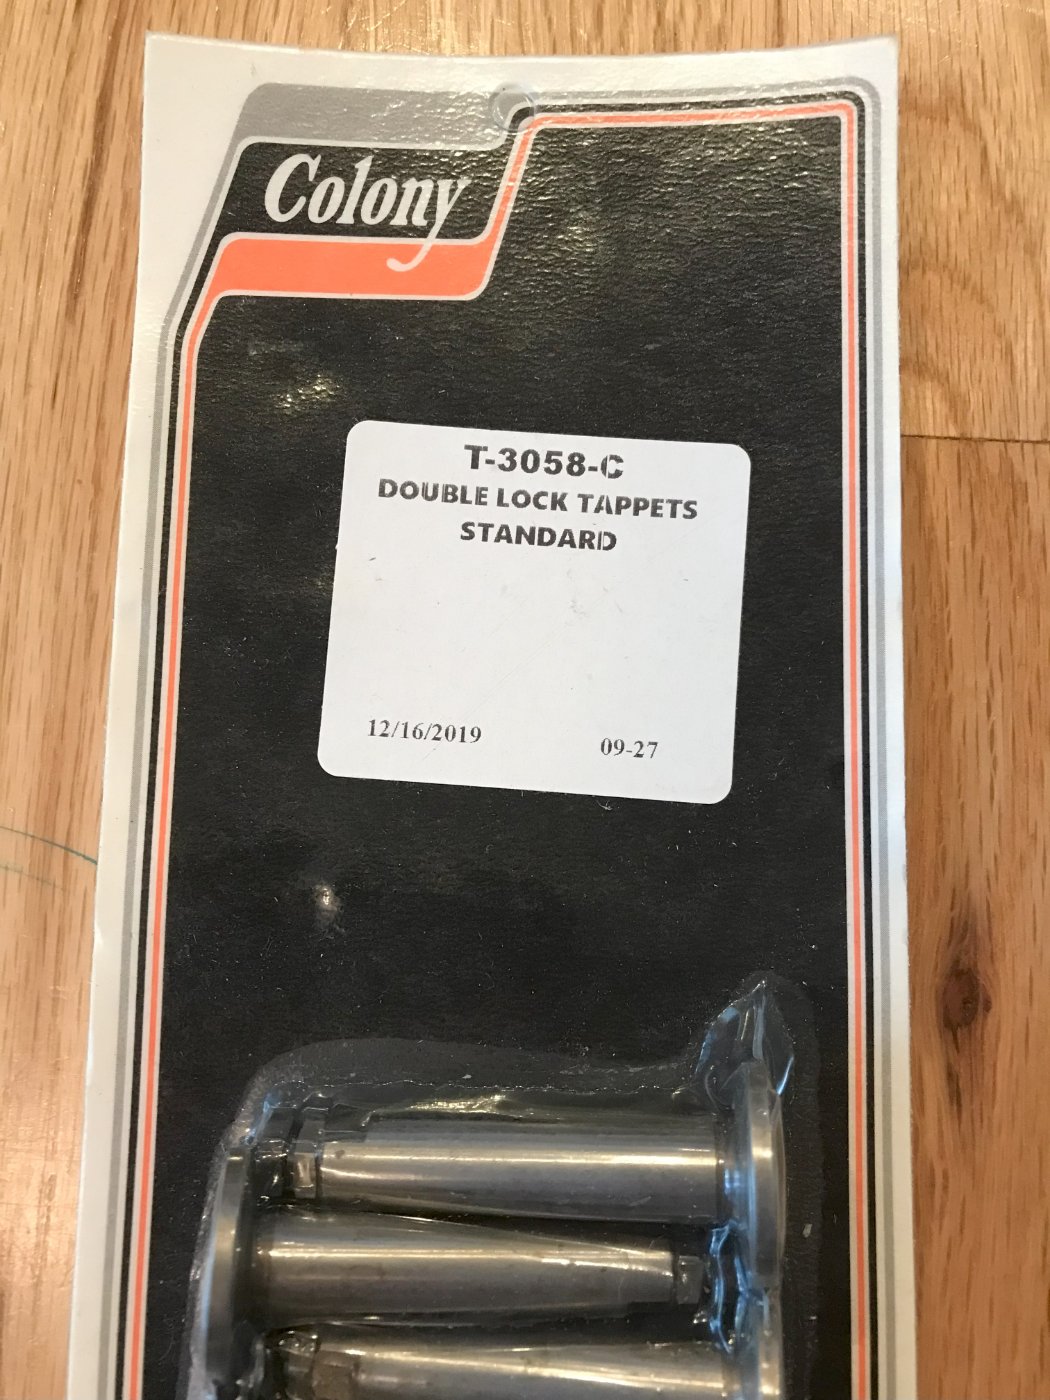 Colony
T-3058-C
DOUBLE LOCK TAPPETS
STANDARD
12/16/2019 09-27